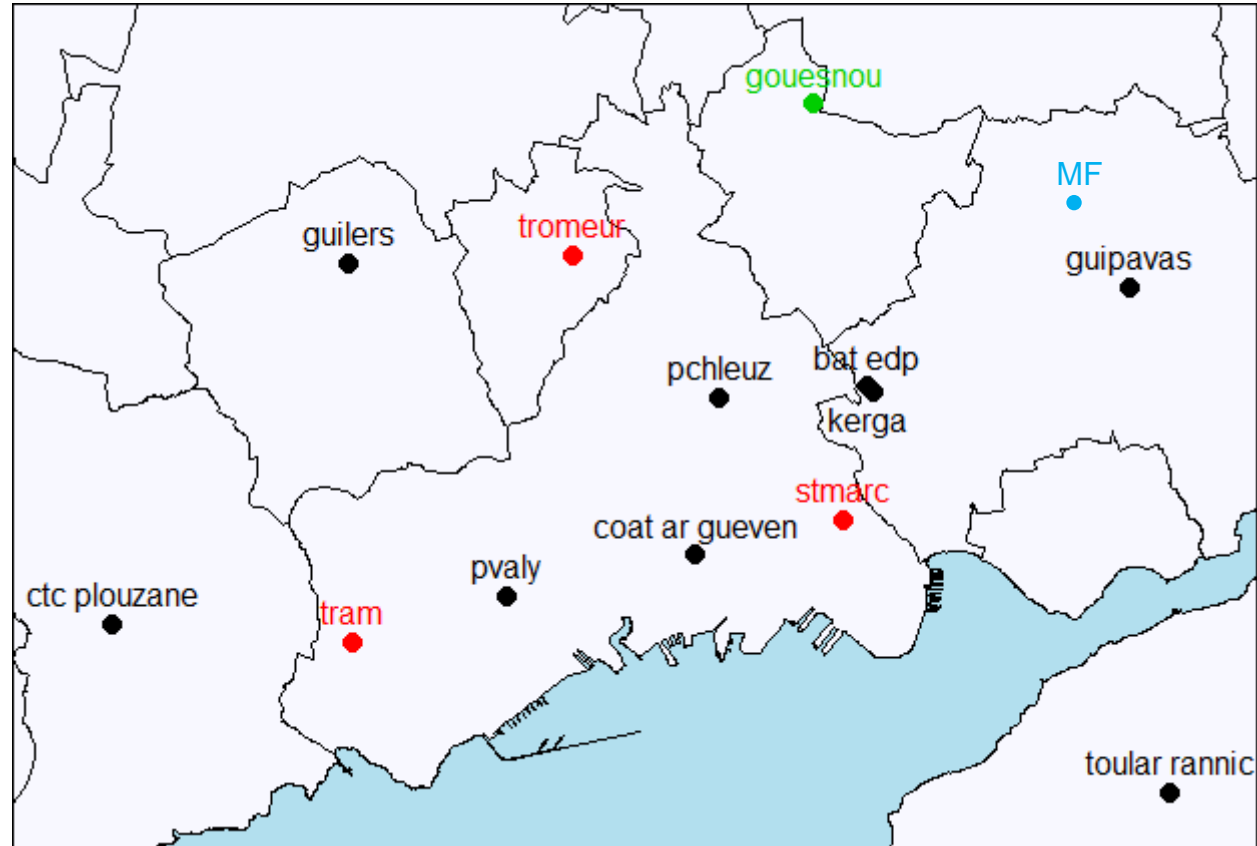 gouesnou
MF
tromeur
guilers
guipavas
bat edp
pchleuz
kerga
stmarc
coat ar gueven
pvaly
ctc plouzane
tram
toular rannic